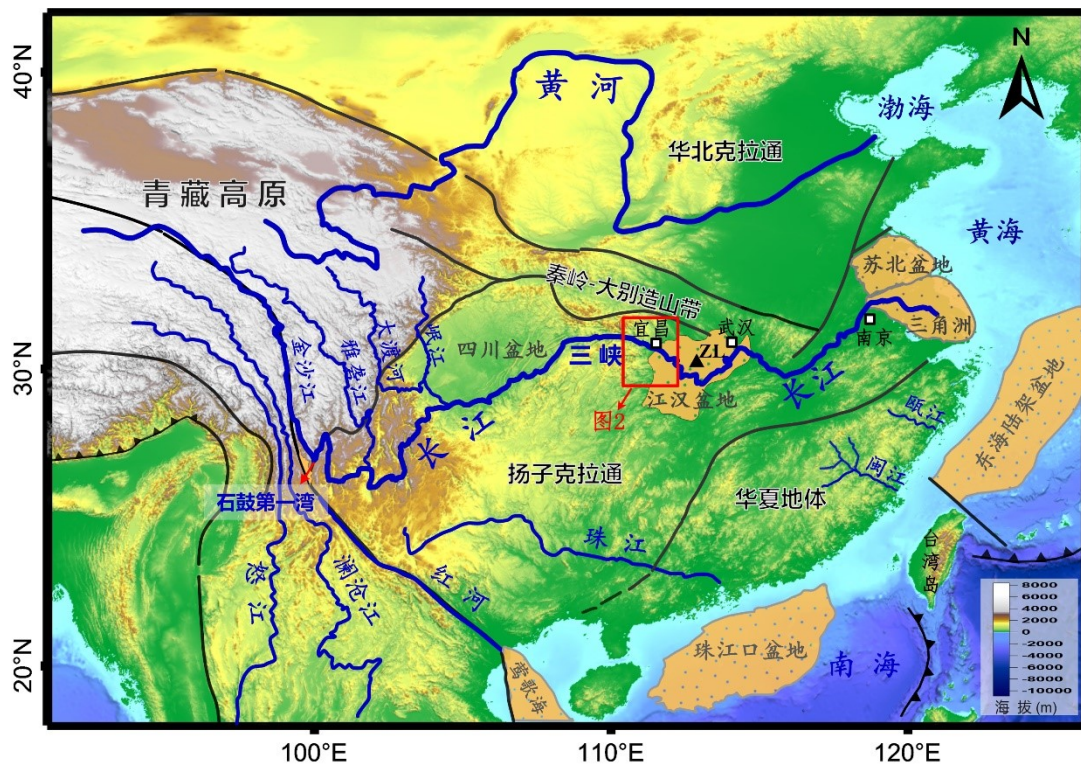 N
40°N
30°N
20°N
黄河
渤海
华北克拉通
青藏高原
黄海
苏北盆地
秦岭-大别造山带
三角洲
南京
宜昌
武汉
ZL
大渡河
岷江
雅砻江
金沙江
四川盆地
三峡
江汉盆地
长江
长江
图2
瓯江
闽江
东海陆架盆地
扬子克拉通
华夏地体
石鼓第一湾
珠江
台湾岛
怒江
澜沧江
红河
莺歌海
珠江口盆地
南海
8000
6000
4000
2000
0
-2000
-4000
-6000
-8000
-10000
海拔(m)
100°E
110°E
120°E